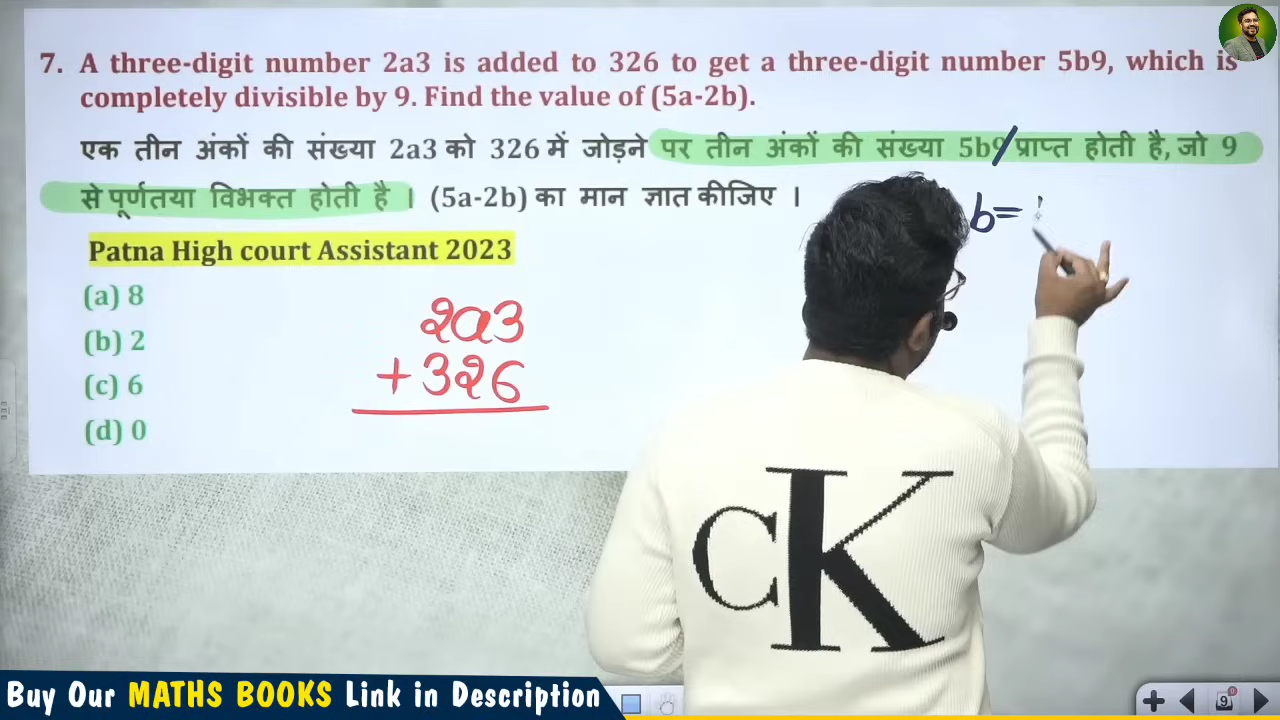 7. A three-digit number 2a3 is added to 326 to get a three-digit number 5b9, which is
completely divisible by 9. Find the value of (5a-2b).
एक तीन अंकों की संख्या 2a3 को 326 में जोड़ने पर तीन अंकों की संख्या 5b9 प्राप्त होती है, जो 9
से पूर्णतया विभक्त होती है । (5a-2b) का मान ज्ञात कीजिए ।
b=
Patna High court Assistant 2023
(a) 8
(b) 2
(c) 6
(d) 0
2a3
+326
CK
Buy Our MATHS BOOKS Link in Description
9